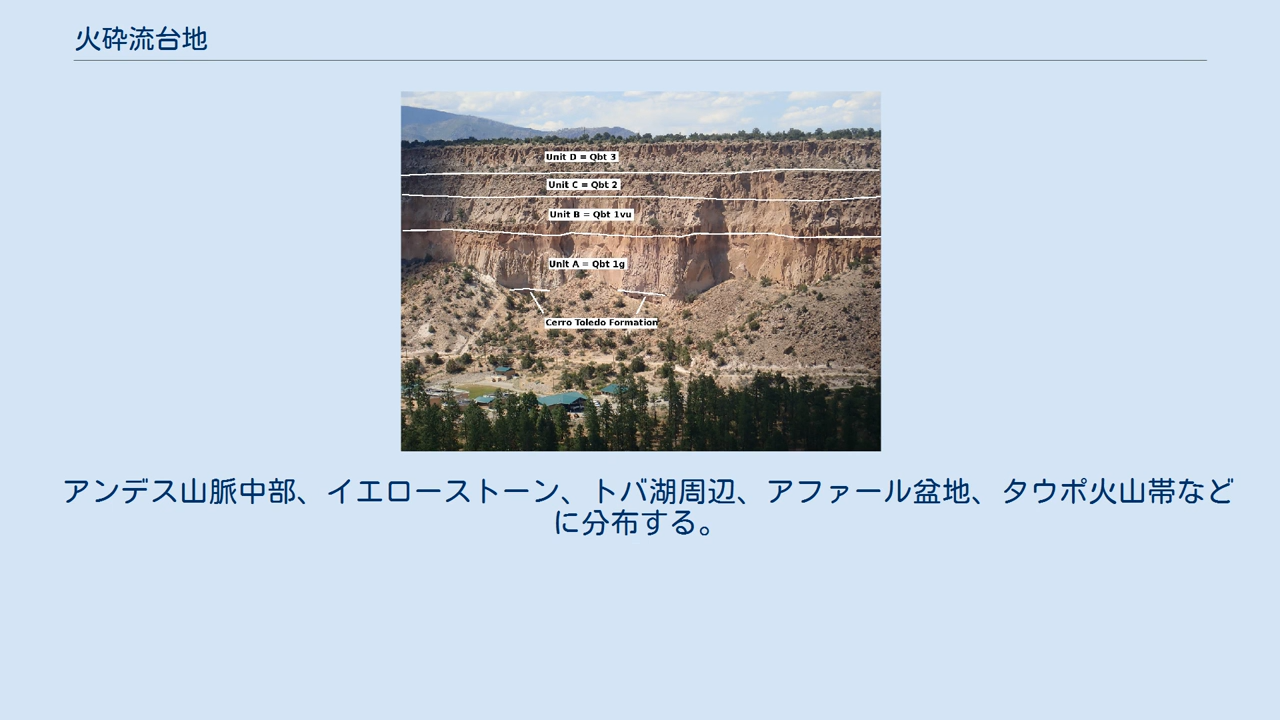 火砕流台地
Unit D = Qbt 3
Unit C = Qbt 2
Unit B = Qbt 1vu
Unit A = Qbt 1g
Cerro Toledo Formation
アンデス山脈中部、イエローストーン、トバ湖周辺、アファール盆地、タウポ火山帯など
に分布する。